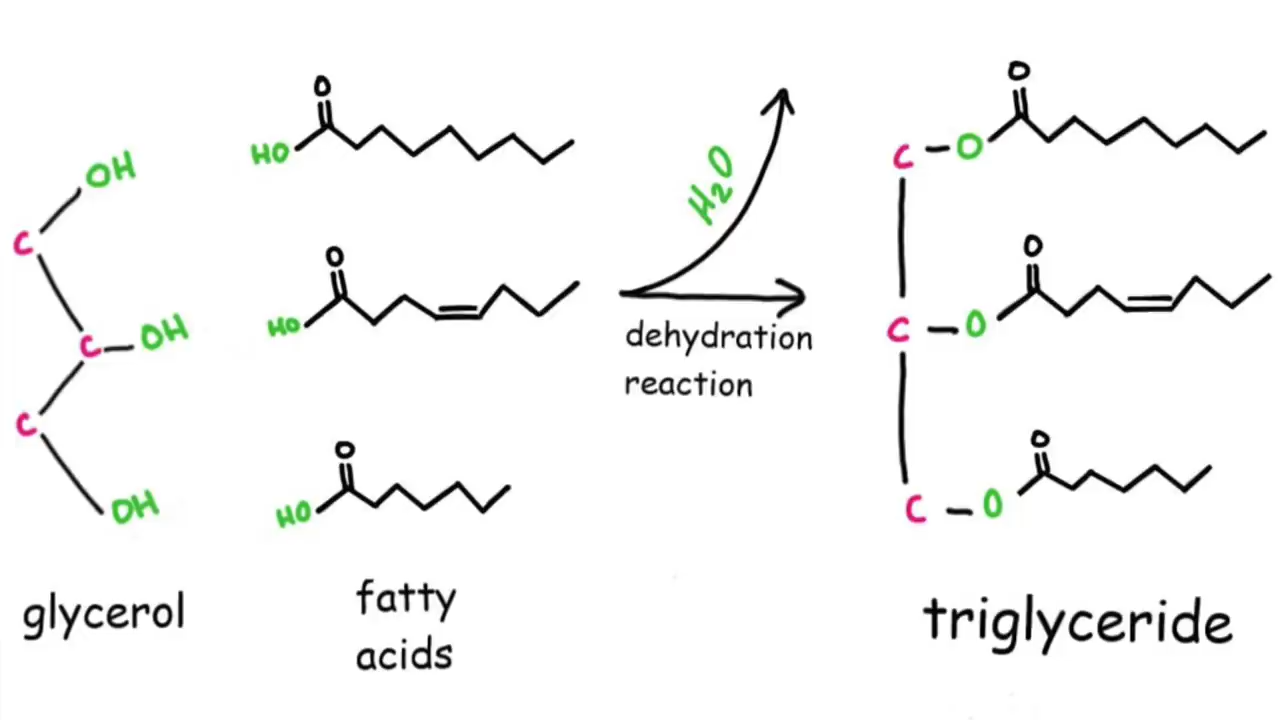 OH
C
C OH
C
OH
glycerol
O
HO
O
HO
O
HO
fatty
acids
H2O
dehydration
reaction
O
C O
O
C O
O
C O
triglyceride